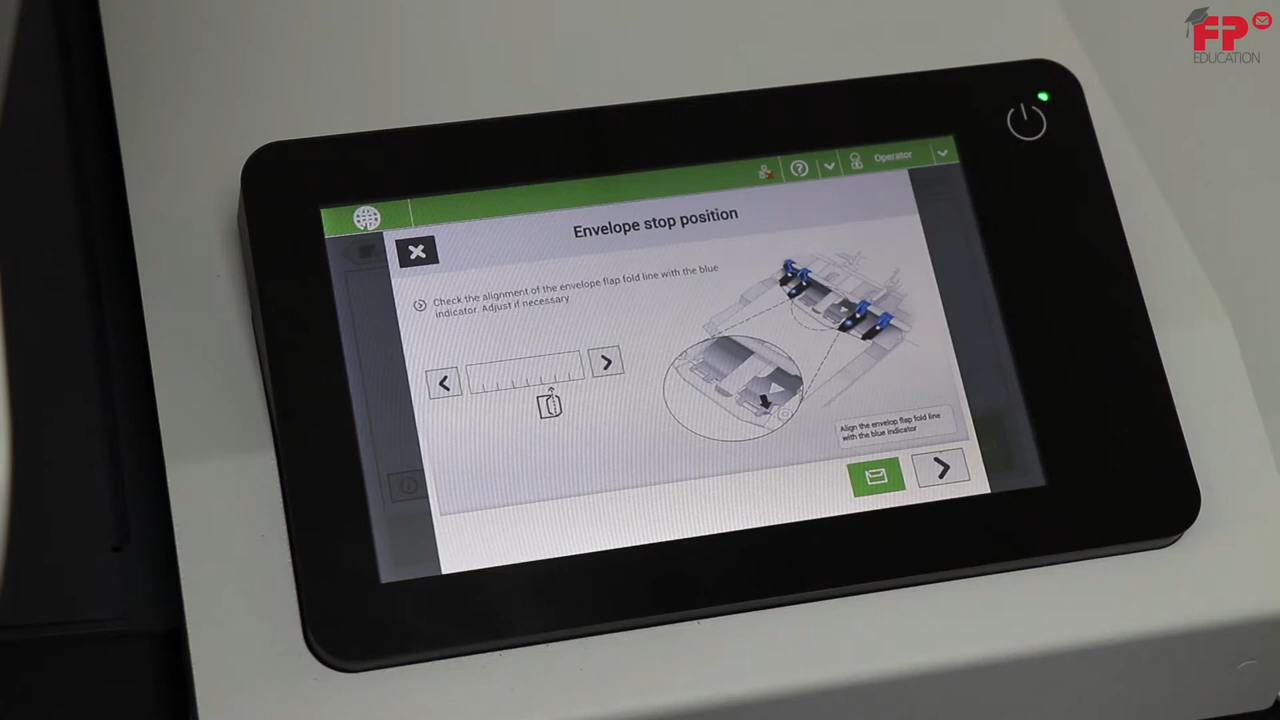 FP
EDUCATION
Operator
Envelope stop position
Check the alignment of the envelope flap fold line with the blue
indicator. Adjust if necessary
Align the envelop flap fold line
with the blue indicator